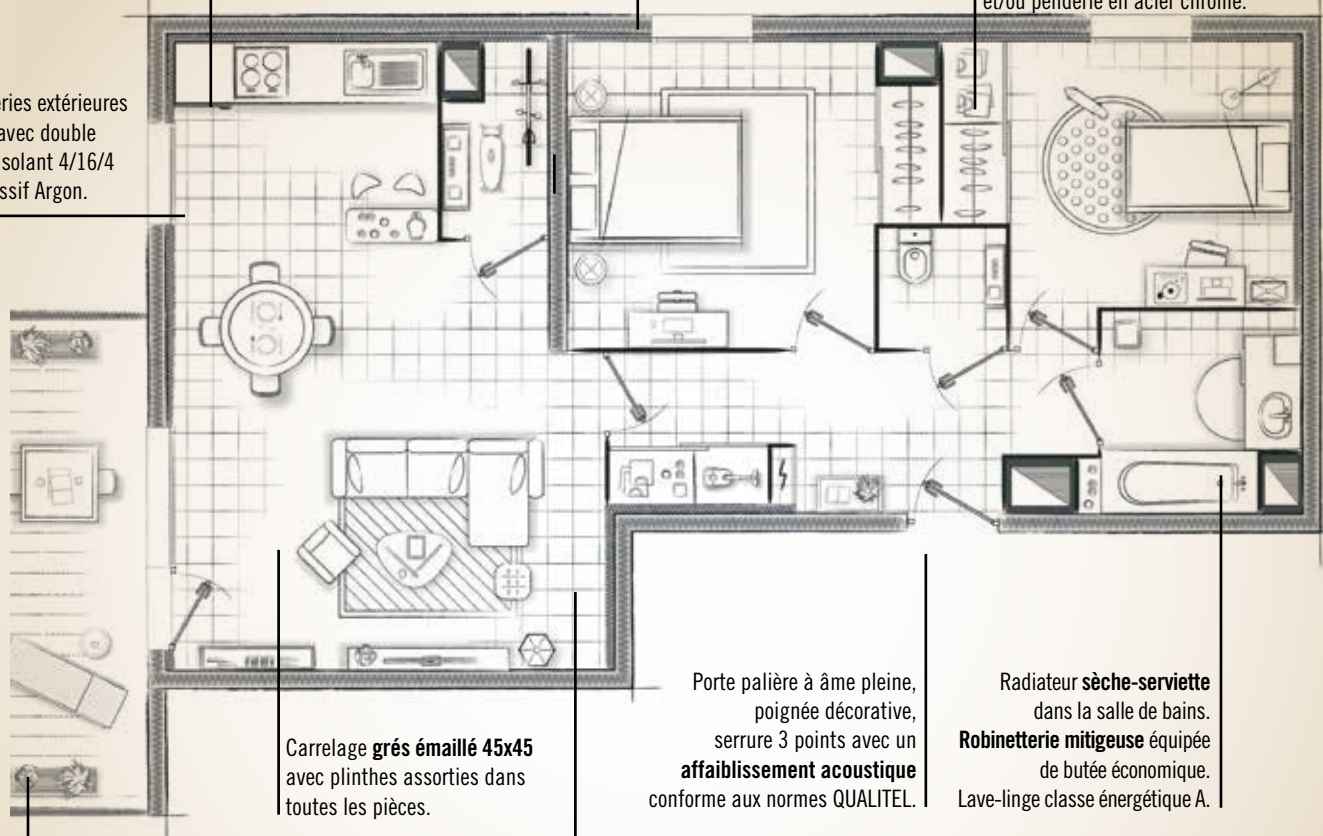 et/ou penderie en acier chromé.
extérieures
avec double
4/16/4
Argon.
Porte palière à âme pleine,
poignée décorative,
serrure 3 points avec un
affaiblissement acoustique
conforme aux normes QUALITEL.
Radiateur sèche-serviette
dans la salle de bains.
Robinetterie mitigeuse équipée
de butée économique.
Lave-linge classe énergétique A.
Carrelage grés émaillé 45x45
avec plinthes assorties dans
toutes les pièces.